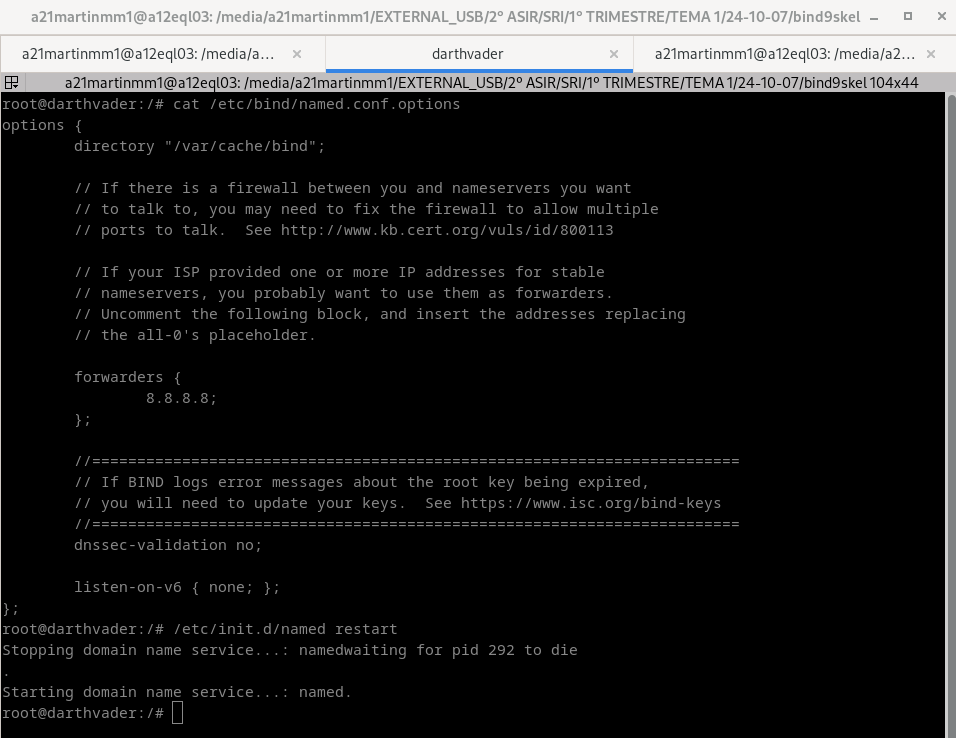 a21martinmm1@a12eql03: /media/a21martinmm1/EXTERNAL_USB/2º ASIR/SRI/1º TRIMESTRE/TEMA 1/24-10-07/bind9skel
a21martinmm1@a12eql03: /media/a... × darthvader × a21martinmm1@a12eql03: /media/a2... ×
a21martinmm1@a12eql03: /media/a21martinmm1/EXTERNAL_USB/2º ASIR/SRI/1º TRIMESTRE/TEMA 1/24-10-07/bind9skel 104x44
root@darthvader:/# cat /etc/bind/named.conf.options
options {
        directory "/var/cache/bind";

        // If there is a firewall between you and nameservers you want
        // to talk to, you may need to fix the firewall to allow multiple
        // ports to talk.  See http://www.kb.cert.org/vuls/id/800113

        // If your ISP provided one or more IP addresses for stable
        // nameservers, you probably want to use them as forwarders.
        // Uncomment the following block, and insert the addresses replacing
        // the all-0's placeholder.

        forwarders {
                8.8.8.8;
        };

        //========================================================================
        // If BIND logs error messages about the root key being expired,
        // you will need to update your keys.  See https://www.isc.org/bind-keys
        //========================================================================
        dnssec-validation no;

        listen-on-v6 { none; };
};
root@darthvader:/# /etc/init.d/named restart
Stopping domain name service...: namedwaiting for pid 292 to die
.
Starting domain name service...: named.
root@darthvader:/#